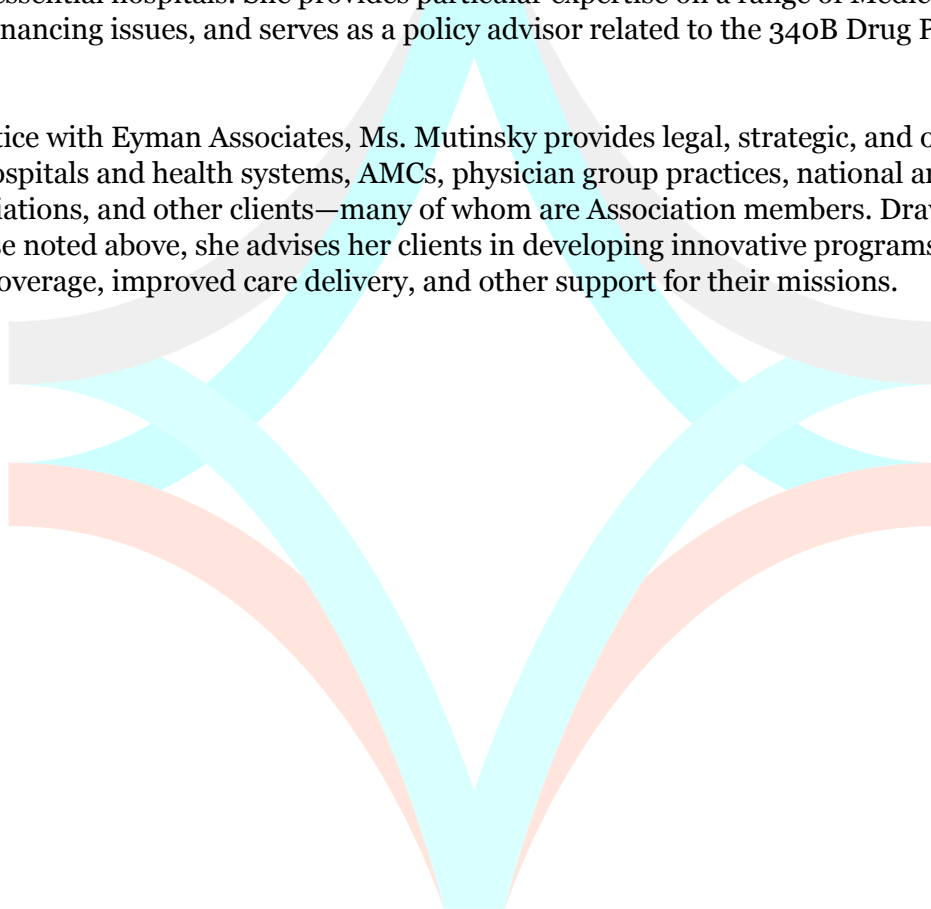 essential hospitals. She provides particular expertise on a range of Medic
nancing issues, and serves as a policy advisor related to the 340B Drug P
tice with Eyman Associates, Ms. Mutinsky provides legal, strategic, and o
ospitals and health systems, AMCs, physician group practices, national a
iations, and other clients—many of whom are Association members. Dra
se noted above, she advises her clients in developing innovative programs
overage, improved care delivery, and other support for their missions.